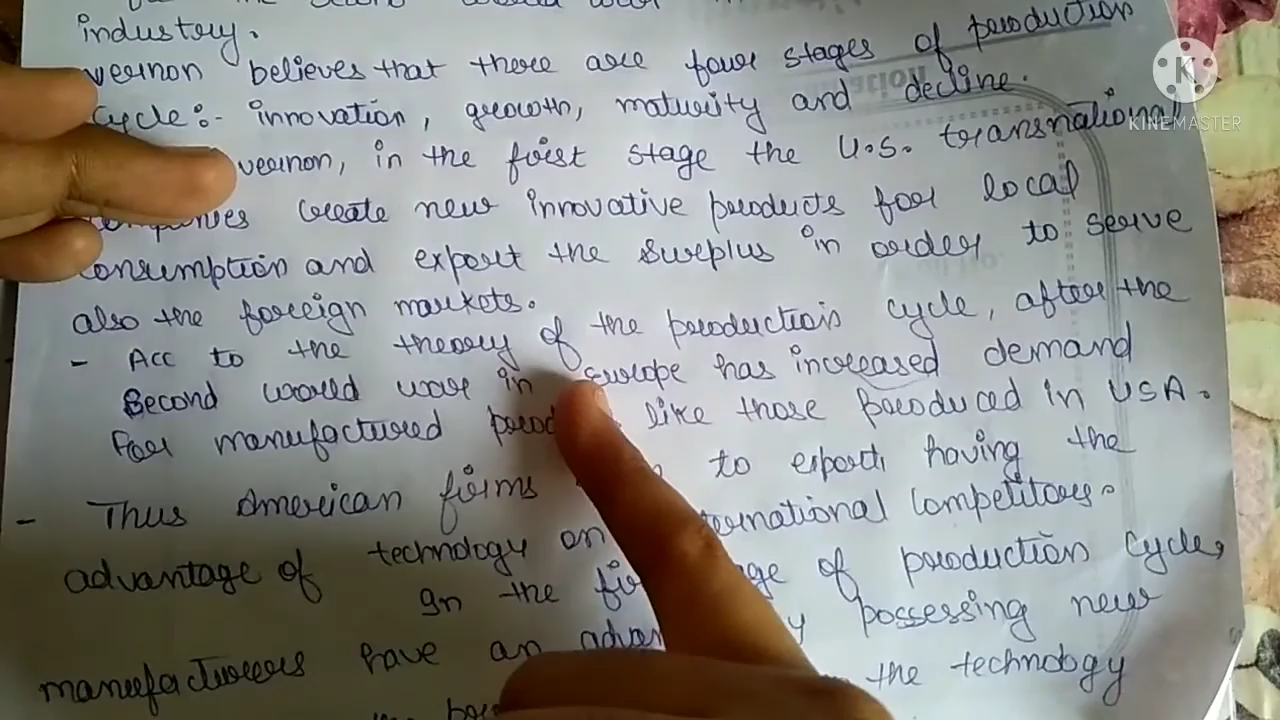 industory.
vernon believes that there are four stages of production
Cycle:- innovation, growth, maturity and decline.
vernon, in the first stage the U.S. transnational
create new innovative products for local
Consumption and export the surplus in order to serve
also the foreign markets.
- Acc to the theory of the production cycle, after the
Second would war in Europe has increased demand
For manufactured like those produced in USA.
- Thus American firms to export having the
advantage of technology on competitors.
In the of production cycle,
manufacturers have an possessing new
the technology
KINEMASTER